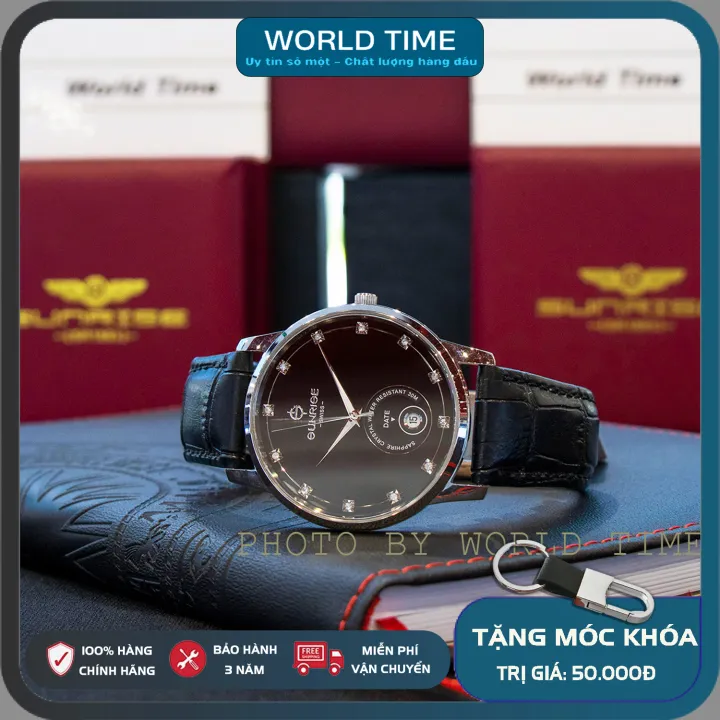 WORLD TIME
Uy tín số một - Chất lượng hàng đầu
World Time
World Time
SUNRISE
SUNRISE
SUNRISE
SWISS
SAPPHIRE CRYSTAL WATER RESISTANT 30M
DATE
15
PHOTO BY WORLD TIME
100% HÀNG
CHÍNH HÃNG
BẢO HÀNH
3 NĂM
FREE
MIỄN PHÍ
VẬN CHUYỂN
TẶNG MÓC KHÓA
TRỊ GIÁ: 50.000Đ